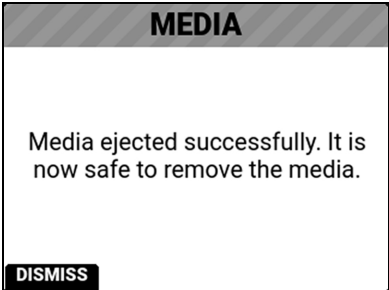 MEDIA
Media ejected successfully. It is
now safe to remove the media.
DISMISS